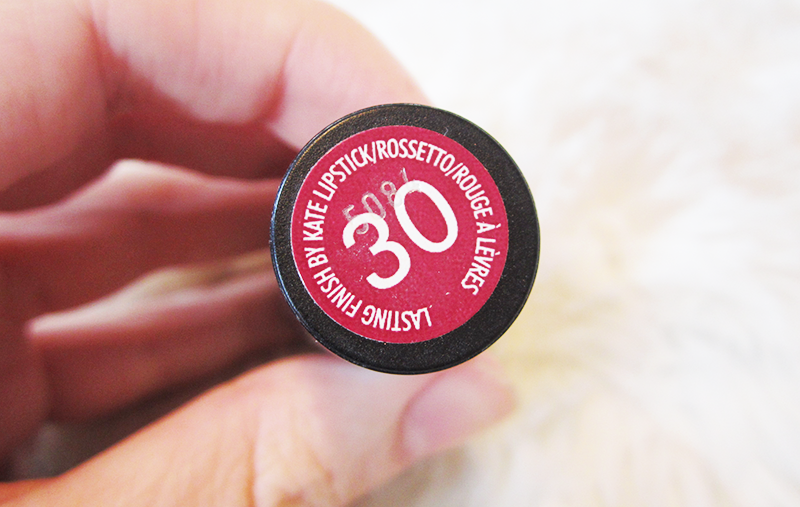 LASTING FINISH BY KATE LIPSTICK/ROSSETTO/ROUGE À LÈVRES
30